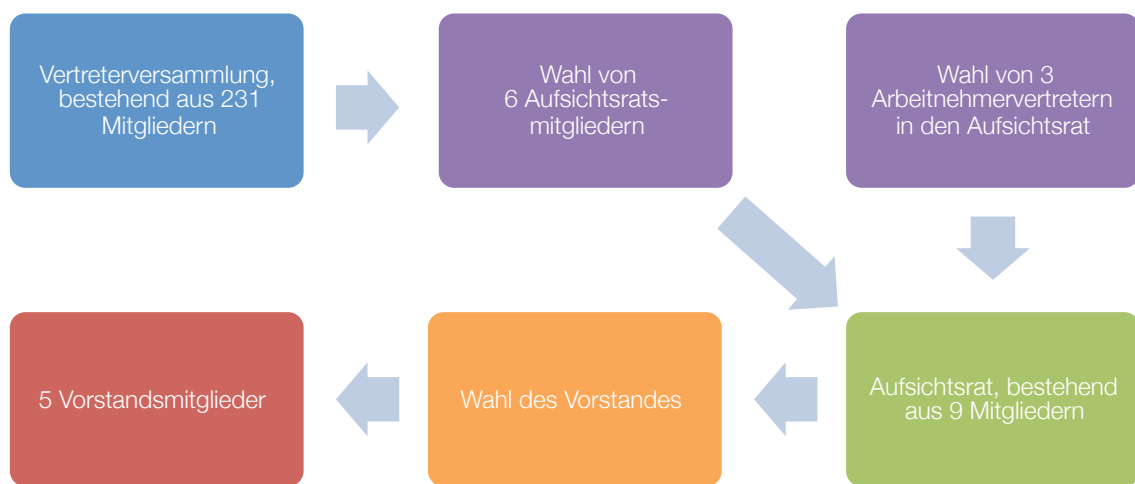 Vertreterversammlung,
bestehend aus 231
Mitgliedern
Wahl von
6 Aufsichtsrats-
mitgliedern
Wahl von 3
Arbeitnehmervertretern
in den Aufsichtsrat
5 Vorstandsmitglieder
Wahl des Vorstandes
Aufsichtsrat, bestehend
aus 9 Mitgliedern